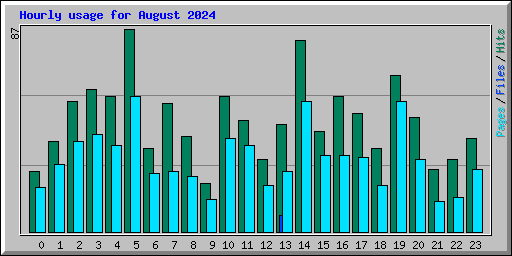 Hourly usage for August 2024
87
Pages/Files/Hits
0 1 2 3 4 5 6 7 8 9 10 11 12 13 14 15 16 17 18 19 20 21 22 23